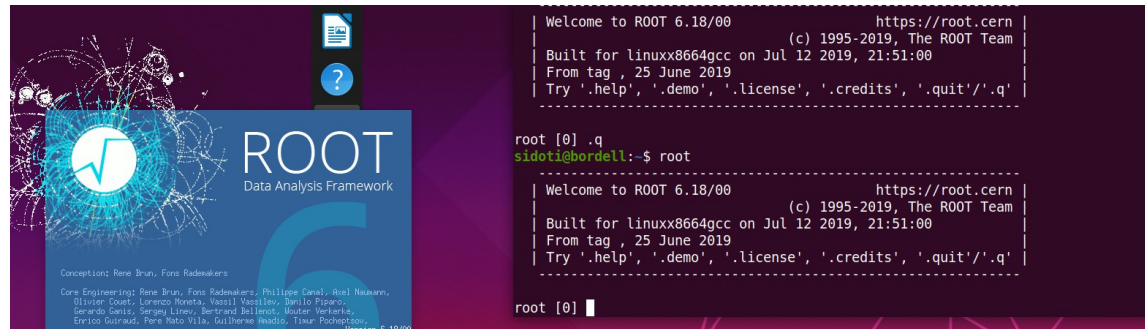 ROOT
Data Analysis Framework
6
Conception: Rene Brun, Fons Rademakers
Core Engineering: Rene Brun, Fons Rademakers, Philippe Canal, Axel Naumann,
Olivier Couet, Lorenzo Moneta, Vassil Vassilev, Danilo Piparo,
Gerardo Ganis, Sergey Linev, Bertrand Bellenot, Wouter Verkerke,
Enrico Guiraud, Pere Mato Vila, Guilherme Amadio, Timur Pocheptsov,
Version 6.18/00
| Welcome to ROOT 6.18/00 https://root.cern |
| (c) 1995-2019, The ROOT Team |
| Built for linuxx8664gcc on Jul 12 2019, 21:51:00 |
| From tag , 25 June 2019 |
| Try '.help', '.demo', '.license', '.credits', '.quit'/'.q' |
------------------------------------------------------------
root [0] .q
sidoti@bordell:~$ root
------------------------------------------------------------
| Welcome to ROOT 6.18/00 https://root.cern |
| (c) 1995-2019, The ROOT Team |
| Built for linuxx8664gcc on Jul 12 2019, 21:51:00 |
| From tag , 25 June 2019 |
| Try '.help', '.demo', '.license', '.credits', '.quit'/'.q' |
------------------------------------------------------------
root [0]